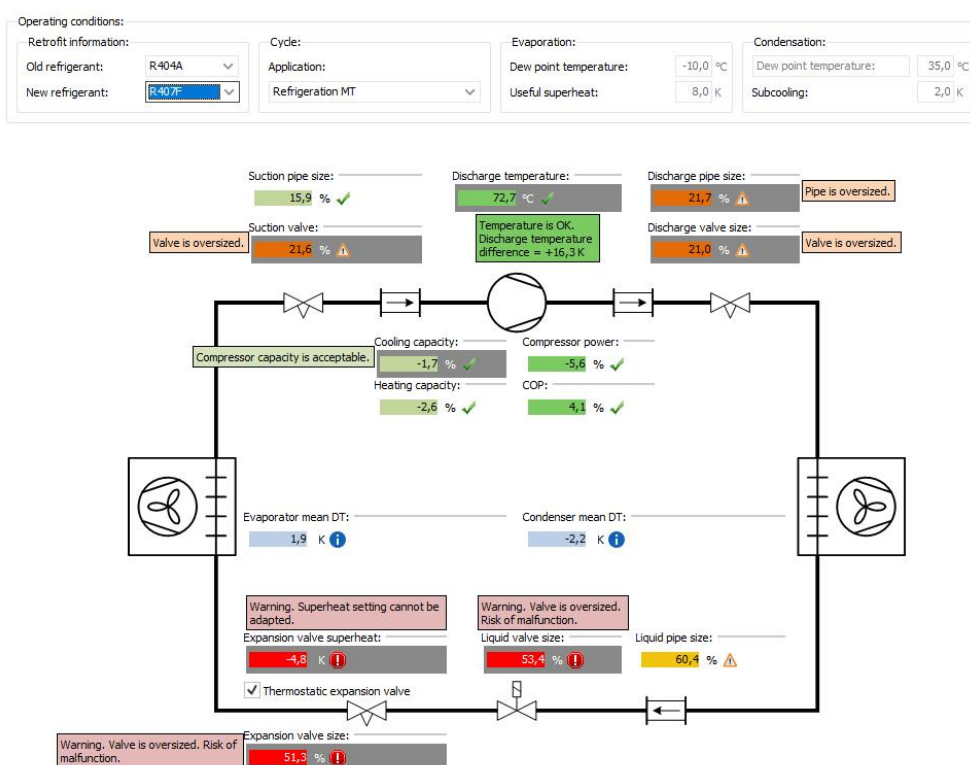 Operating conditions:
Retrofit information:
Old refrigerant: R404A
New refrigerant: R407F
Cycle:
Application:
Refrigeration MT
Evaporation:
Dew point temperature: -10,0 °C
Useful superheat: 8,0 K
Condensation:
Dew point temperature: 35,0 °C
Subcooling: 2,0 K
Suction pipe size:
15,9 %
Discharge temperature:
72,7 °C
Discharge pipe size:
21,7 %
Pipe is oversized.
Suction valve:
Valve is oversized.
21,6 %
Temperature is OK.
Discharge temperature
difference = +16,3 K
Discharge valve size:
21,0 %
Valve is oversized.
Compressor capacity is acceptable.
Cooling capacity:
-1,7 %
Compressor power:
-5,6 %
Heating capacity:
-2,6 %
COP:
4,1 %
Evaporator mean DT:
1,9 K
Condenser mean DT:
-2,2 K
Warning. Superheat setting cannot be
adapted.
Expansion valve superheat:
-4,8 K
Warning. Valve is oversized.
Risk of malfunction.
Liquid valve size:
53,4 %
Liquid pipe size:
60,4 %
Thermostatic expansion valve
Warning. Valve is oversized. Risk of
malfunction.
Expansion valve size:
51,3 %